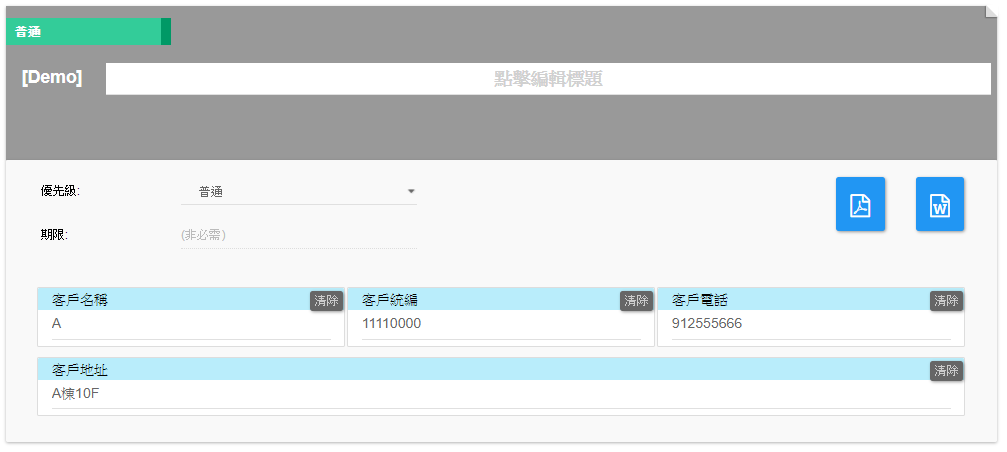 普通
[Demo] 點擊編輯標題
優先級: 普通
期限: (非必需)
客戶名稱 清除 客戶統編 清除 客戶電話 清除
A 11110000 912555666
客戶地址 清除
A棟10F